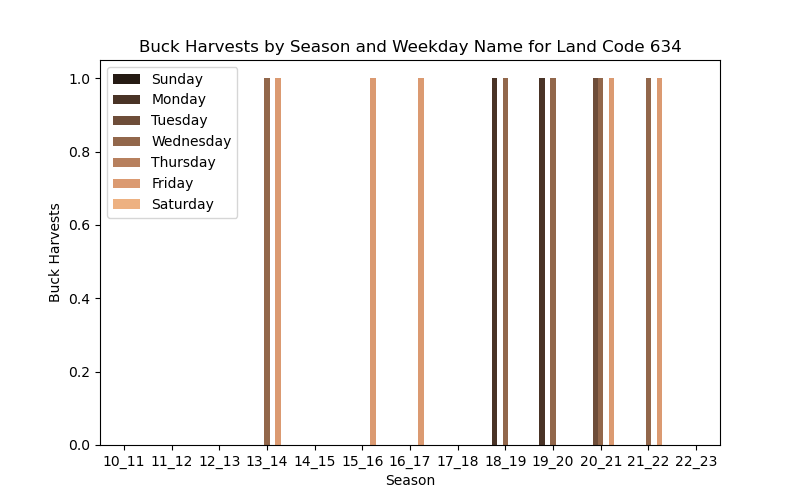 Buck Harvests by Season and Weekday Name for Land Code 634
Sunday
Monday
Tuesday
Wednesday
Thursday
Friday
Saturday
1.0
0.8
0.6
0.4
0.2
0.0
Buck Harvests
10_11 11_12 12_13 13_14 14_15 15_16 16_17 17_18 18_19 19_20 20_21 21_22 22_23
Season